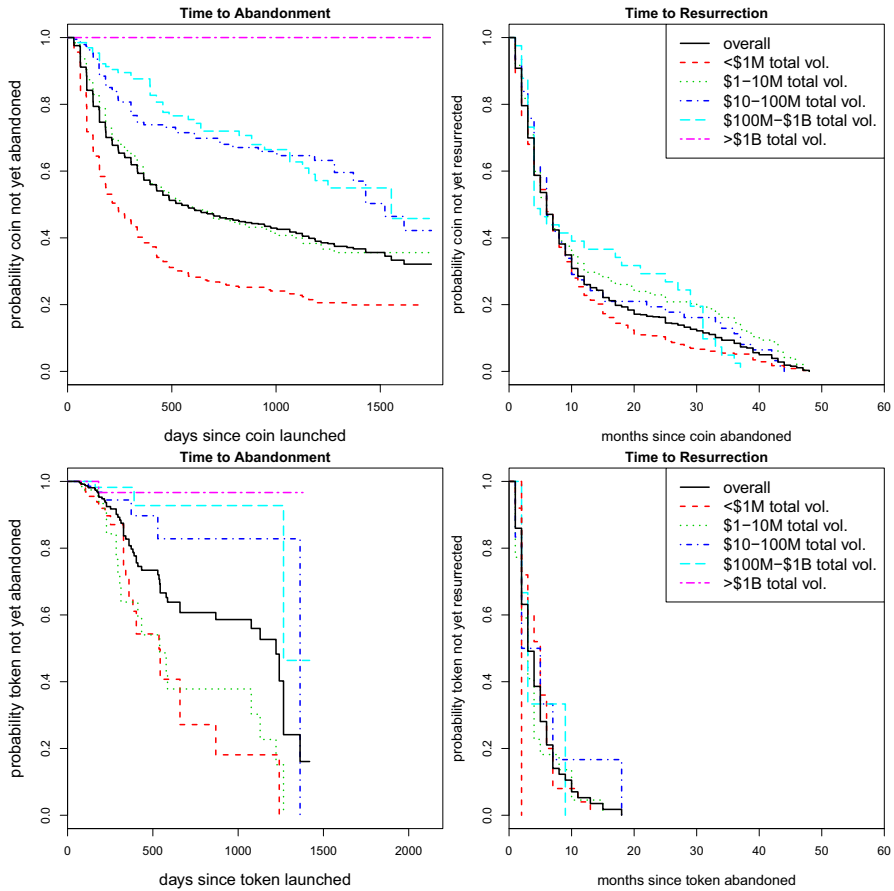 Time to Abandonment
probability coin not yet abandoned
1.0
0.8
0.6
0.4
0.2
0.0
0 500 1000 1500
days since coin launched
Time to Resurrection
probability coin not yet resurrected
1.0
0.8
0.6
0.4
0.2
0.0
overall
<$1M total vol.
$1−10M total vol.
$10−100M total vol.
$100M−$1B total vol.
>$1B total vol.
0 10 20 30 40 50 60
months since coin abandoned
Time to Abandonment
probability token not yet abandoned
1.0
0.8
0.6
0.4
0.2
0.0
0 500 1000 1500 2000
days since token launched
Time to Resurrection
probability token not yet resurrected
1.0
0.8
0.6
0.4
0.2
0.0
overall
<$1M total vol.
$1−10M total vol.
$10−100M total vol.
$100M−$1B total vol.
>$1B total vol.
0 10 20 30 40 50 60
months since token abandoned